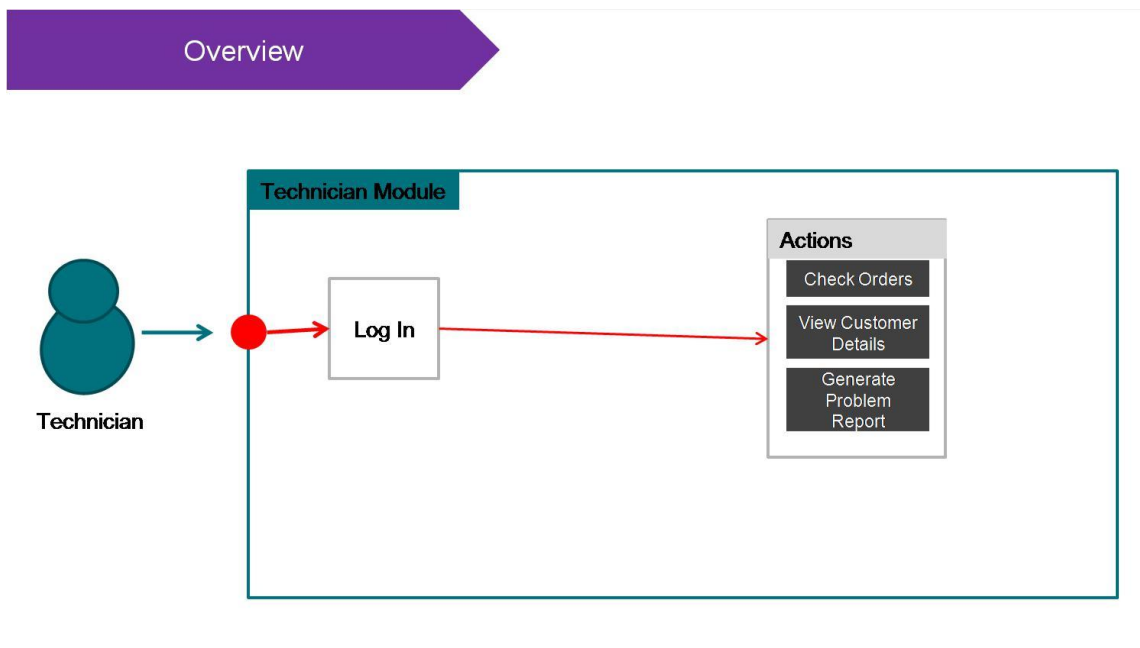 Overview
Technician Module
Actions
Check Orders
View Customer
Details
Generate
Problem
Report
Log In
Technician